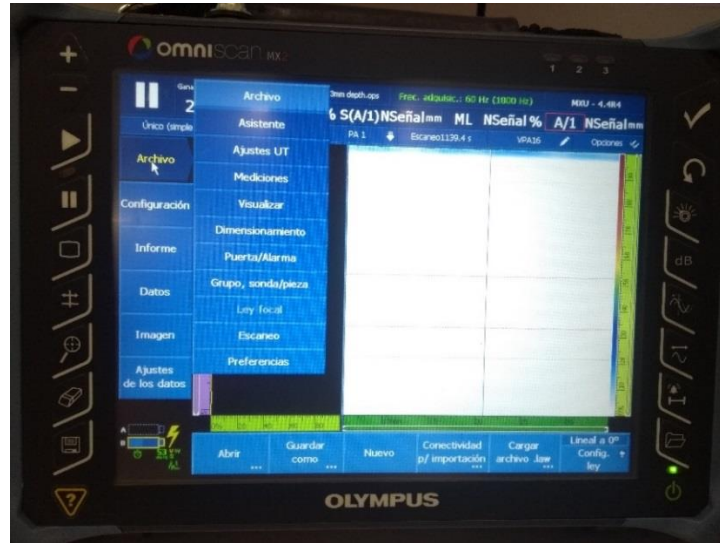 OMNISCAN MX2
1 2 3
3mm depth.ops
Frec. adquisic.: 60 Hz (1000 Hz)
MXU - 4.4R4
% S(A/1) NSeñal mm ML NSeñal % A/1 NSeñal mm
Único (simple
PA 1
VPA16
Opciones
Archivo
Configuración
Informe
Datos
Imagen
Ajustes
de los datos
Archivo
Asistente
Ajustes UT
Mediciones
Visualizar
Dimensionamiento
Puerta/Alarma
Grupo, sonda/pieza
Ley focal
Escaneo
Preferencias
A
B
Abrir
...
Guardar
como
...
Nuevo
Conectividad
p/ importación
...
Cargar
archivo .law
...
Lineal a 0°
Config.
ley
dB
?
OLYMPUS